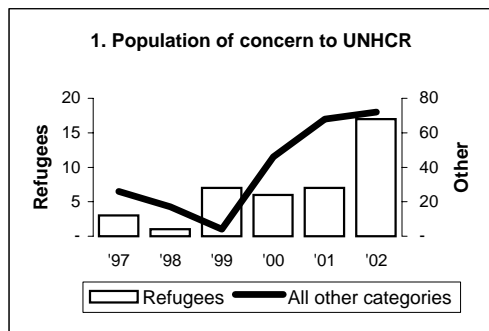 1. Population of concern to UNHCR
Refugees
20
15
10
5
-
80
60
40
20
-
Other
'97 '98 '99 '00 '01 '02
Refugees All other categories